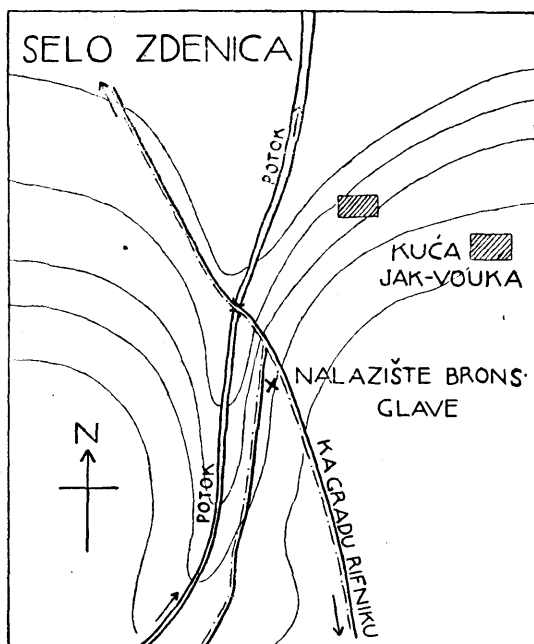 SELO ZDENICA
POTOK
KUĆA
JAK-VOUKA
NALAZIŠTE BRONS·
GLAVE
N
POTOK
KA GRADU RIFNIKU